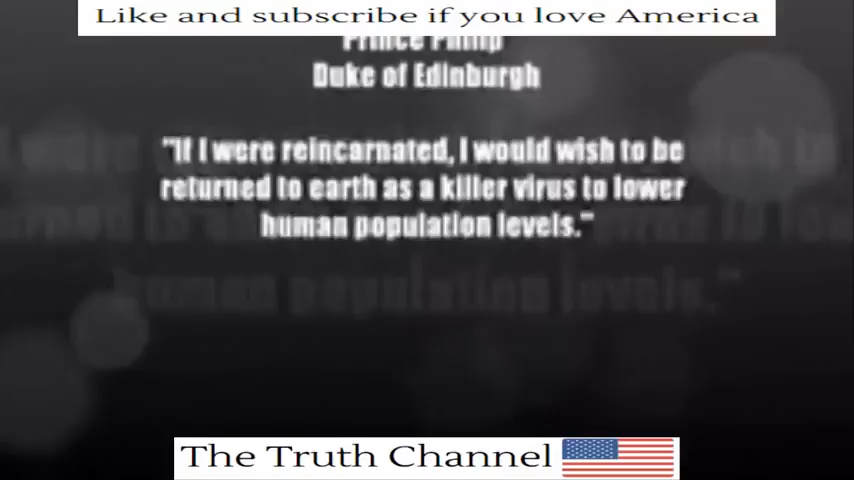 Like and subscribe if you love America
Prince Philip
Duke of Edinburgh
"If I were reincarnated, I would wish to be
returned to earth as a killer virus to lower
human population levels."
The Truth Channel